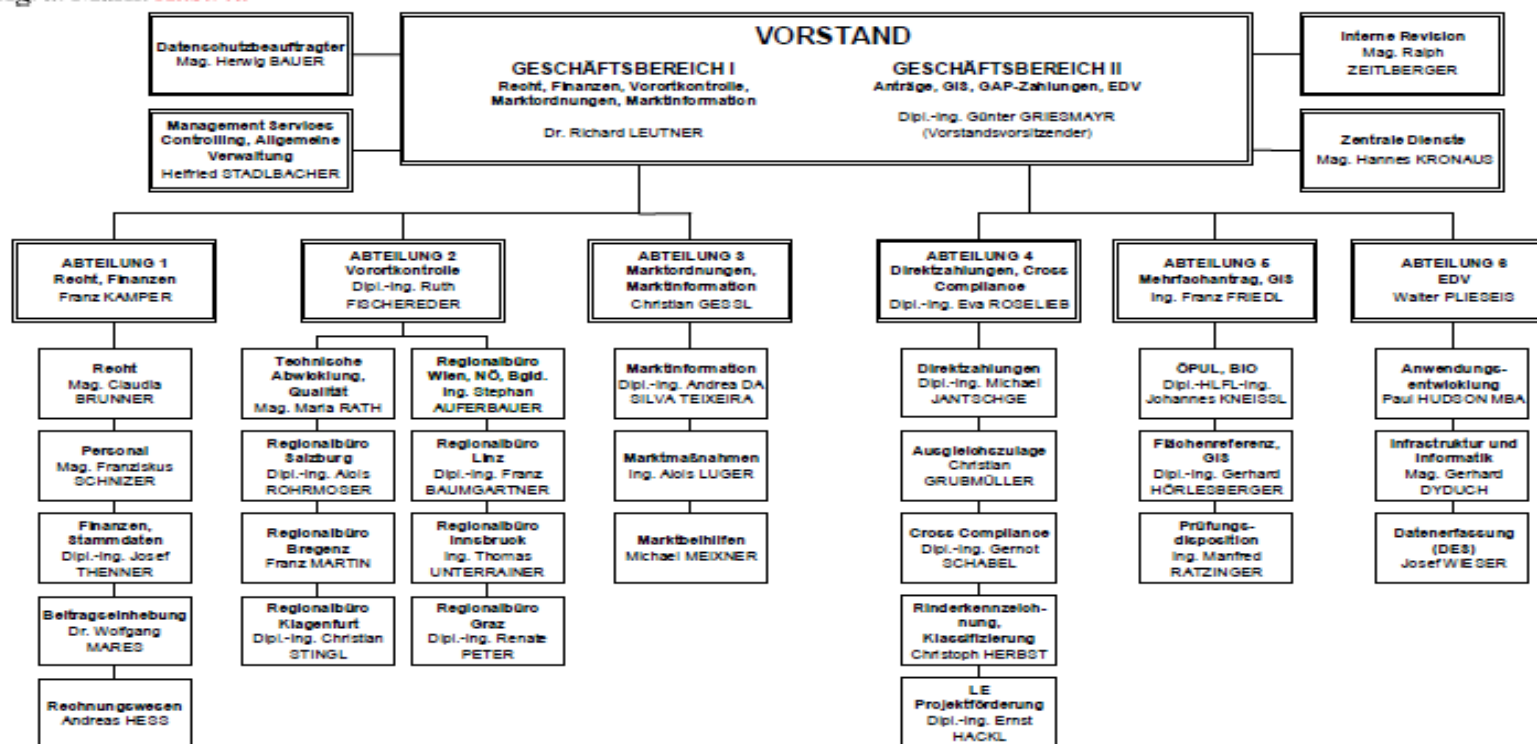 Datenschutzbeauftragter
Mag. Herwig BAUER
Management Services
Controlling, Allgemeine
Verwaltung
Helfried STADLBACHER
VORSTAND
GESCHÄFTSBEREICH I
Recht, Finanzen, Vorortkontrolle,
Marktordnungen, Marktinformation
Dr. Richard LEUTNER
GESCHÄFTSBEREICH II
Anträge, GIS, GAP-Zahlungen, EDV
Dipl.-Ing. Günter GRIESMAYR
(Vorstandsvorsitzender)
Interne Revision
Mag. Ralph
ZEITLBERGER
Zentrale Dienste
Mag. Hannes KRONAUS
ABTEILUNG 1
Recht, Finanzen
Franz KAMPER
ABTEILUNG 2
Vorortkontrolle
Dipl.-Ing. Ruth
FISCHEREDER
ABTEILUNG 3
Marktordnungen,
Marktinformation
Christian GESSL
ABTEILUNG 4
Direktzahlungen, Cross
Compliance
Dipl.-Ing. Eva ROSELIEB
ABTEILUNG 5
Mehrfachantrag, GIS
Ing. Franz FRIEDL
ABTEILUNG 6
EDV
Walter PLIESEIS
Recht
Mag. Claudia
BRUNNER
Personal
Mag. Franziskus
SCHNIZER
Finanzen,
Stammdaten
Dipl.-Ing. Josef
THENNER
Beitragseinhebung
Dr. Wolfgang
MARES
Rechnungswesen
Andreas HESS
Technische
Abwicklung,
Qualität
Mag. Maria RATH
Regionalbüro
Salzburg
Dipl.-Ing. Alois
ROHRMOSER
Regionalbüro
Bregenz
Franz MARTIN
Regionalbüro
Klagenfurt
Dipl.-Ing. Christian
STINGL
Regionalbüro
Wien, NÖ, Bgld.
Ing. Stephan
AUFERBAUER
Regionalbüro
Linz
Dipl.-Ing. Franz
BAUMGARTNER
Regionalbüro
Innsbruck
Ing. Thomas
UNTERRAINER
Regionalbüro
Graz
Dipl.-Ing. Renate
PETER
Marktinformation
Dipl.-Ing. Andrea DA
SILVA TEIXEIRA
Marktmaßnahmen
Ing. Alois LUGER
Marktbeihilfen
Michael MEIXNER
Direktzahlungen
Dipl.-Ing. Michael
JANTSCHGE
Ausgleichszulage
Christian
GRUBMÜLLER
Cross Compliance
Dipl.-Ing. Gernot
SCHABEL
Rinderkennzeich-
nung,
Klassifizierung
Christoph HERBST
LE
Projektförderung
Dipl.-Ing. Ernst
HACKL
ÖPUL, BIO
Dipl.-HLFL-Ing.
Johannes KNEISSL
Flächenreferenz,
GIS
Dipl.-Ing. Gerhard
HÖRLESBERGER
Prüfungs-
disposition
Ing. Manfred
RATZINGER
Anwendungs-
entwicklung
Paul HUDSON MBA
Infrastruktur und
Informatik
Mag. Gerhard
DYDUCH
Datenerfassung
(DES)
Josef WIESER